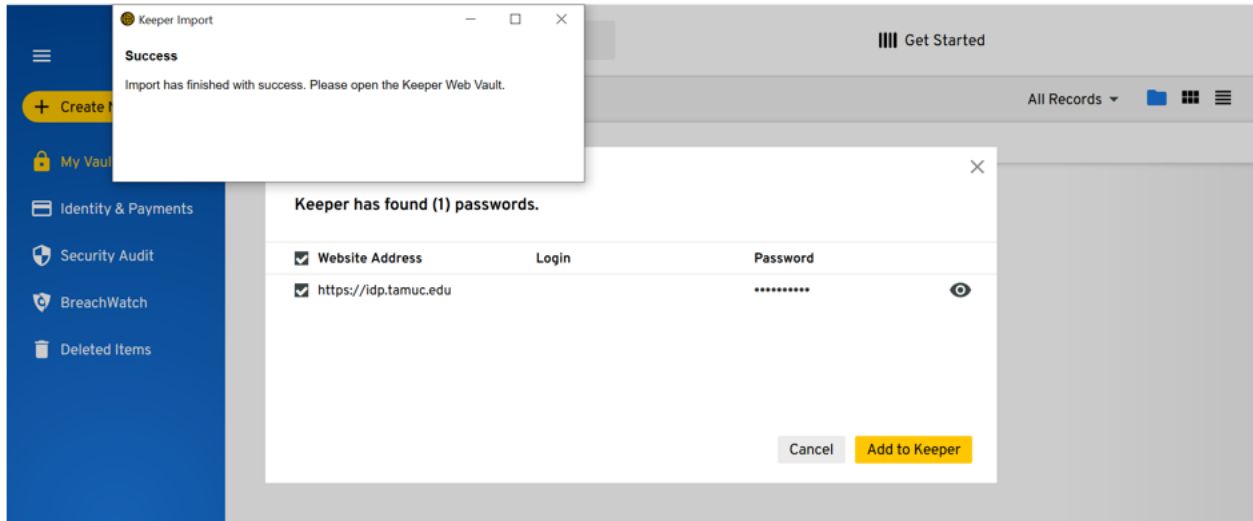 Keeper Import
Success
Import has finished with success. Please open the Keeper Web Vault.
Get Started
+ Create
All Records
My Vaul
Identity & Payments
Security Audit
BreachWatch
Deleted Items
Keeper has found (1) passwords.
Website Address Login Password
https://idp.tamuc.edu ••••••••••
Cancel Add to Keeper